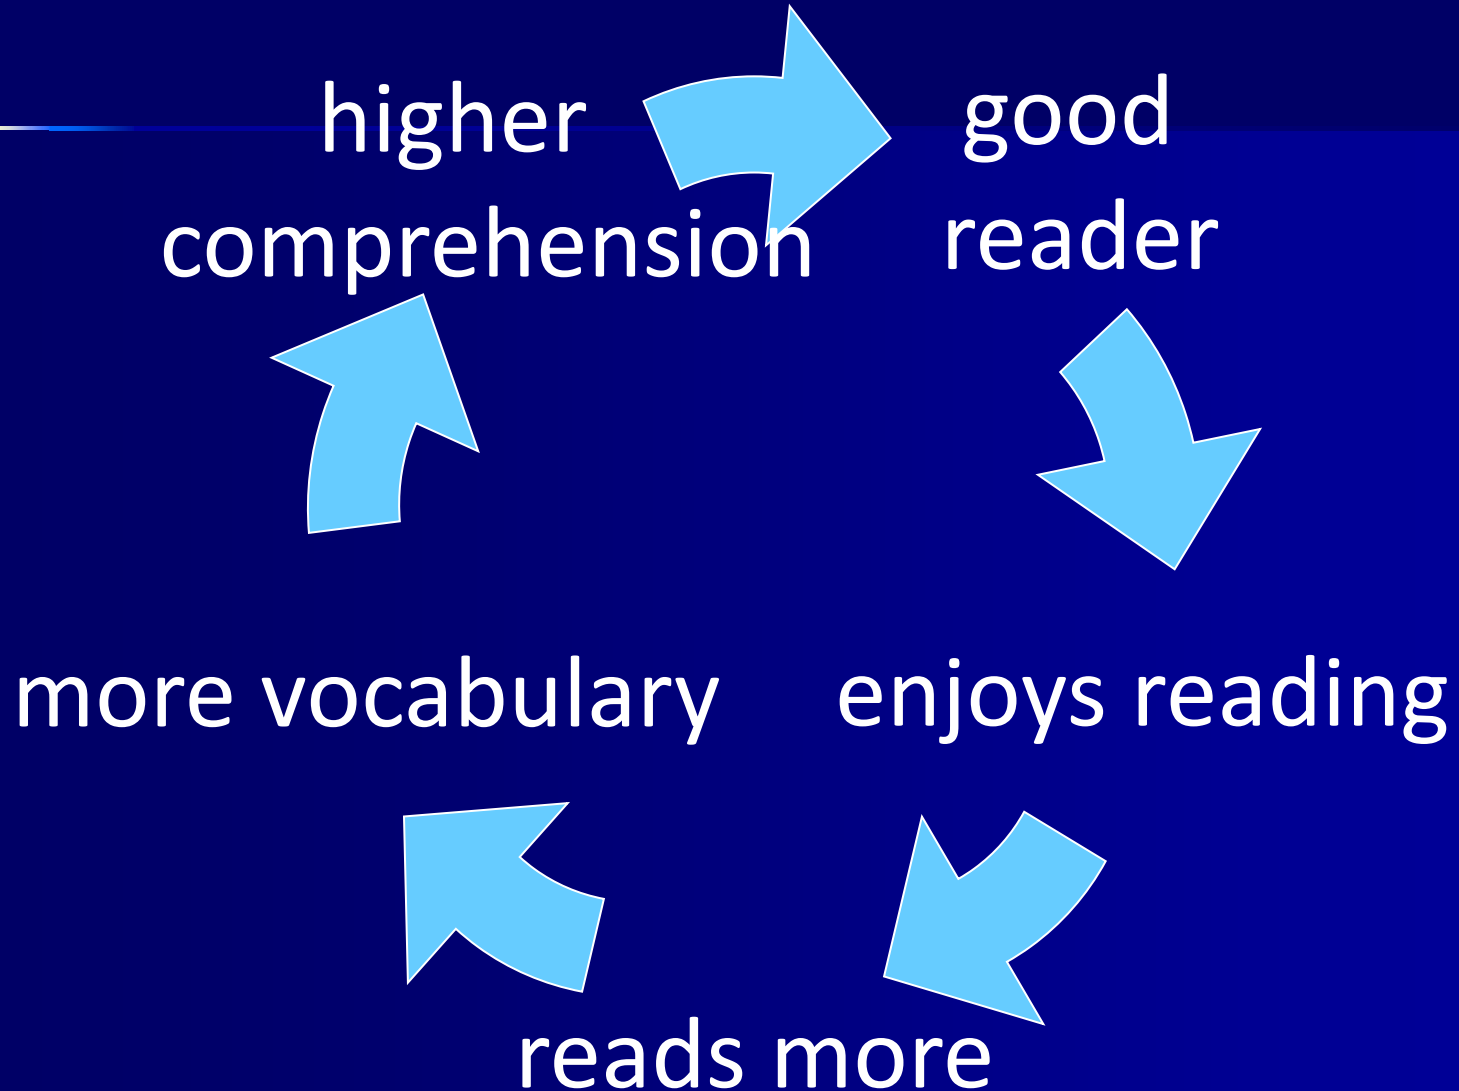 higher
comprehension
good
reader
more vocabulary
enjoys reading
reads more